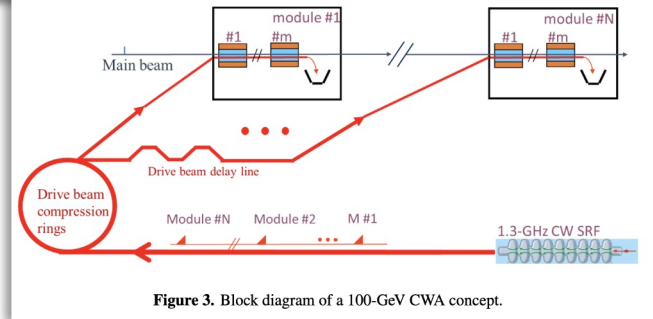 module #1
#1
#m
module #N
#1
#m
Main beam
Drive beam delay line
Drive beam
compression
rings
Module #N
Module #2
M #1
1.3-GHz CW SRF
Figure 3. Block diagram of a 100-GeV CWA concept.